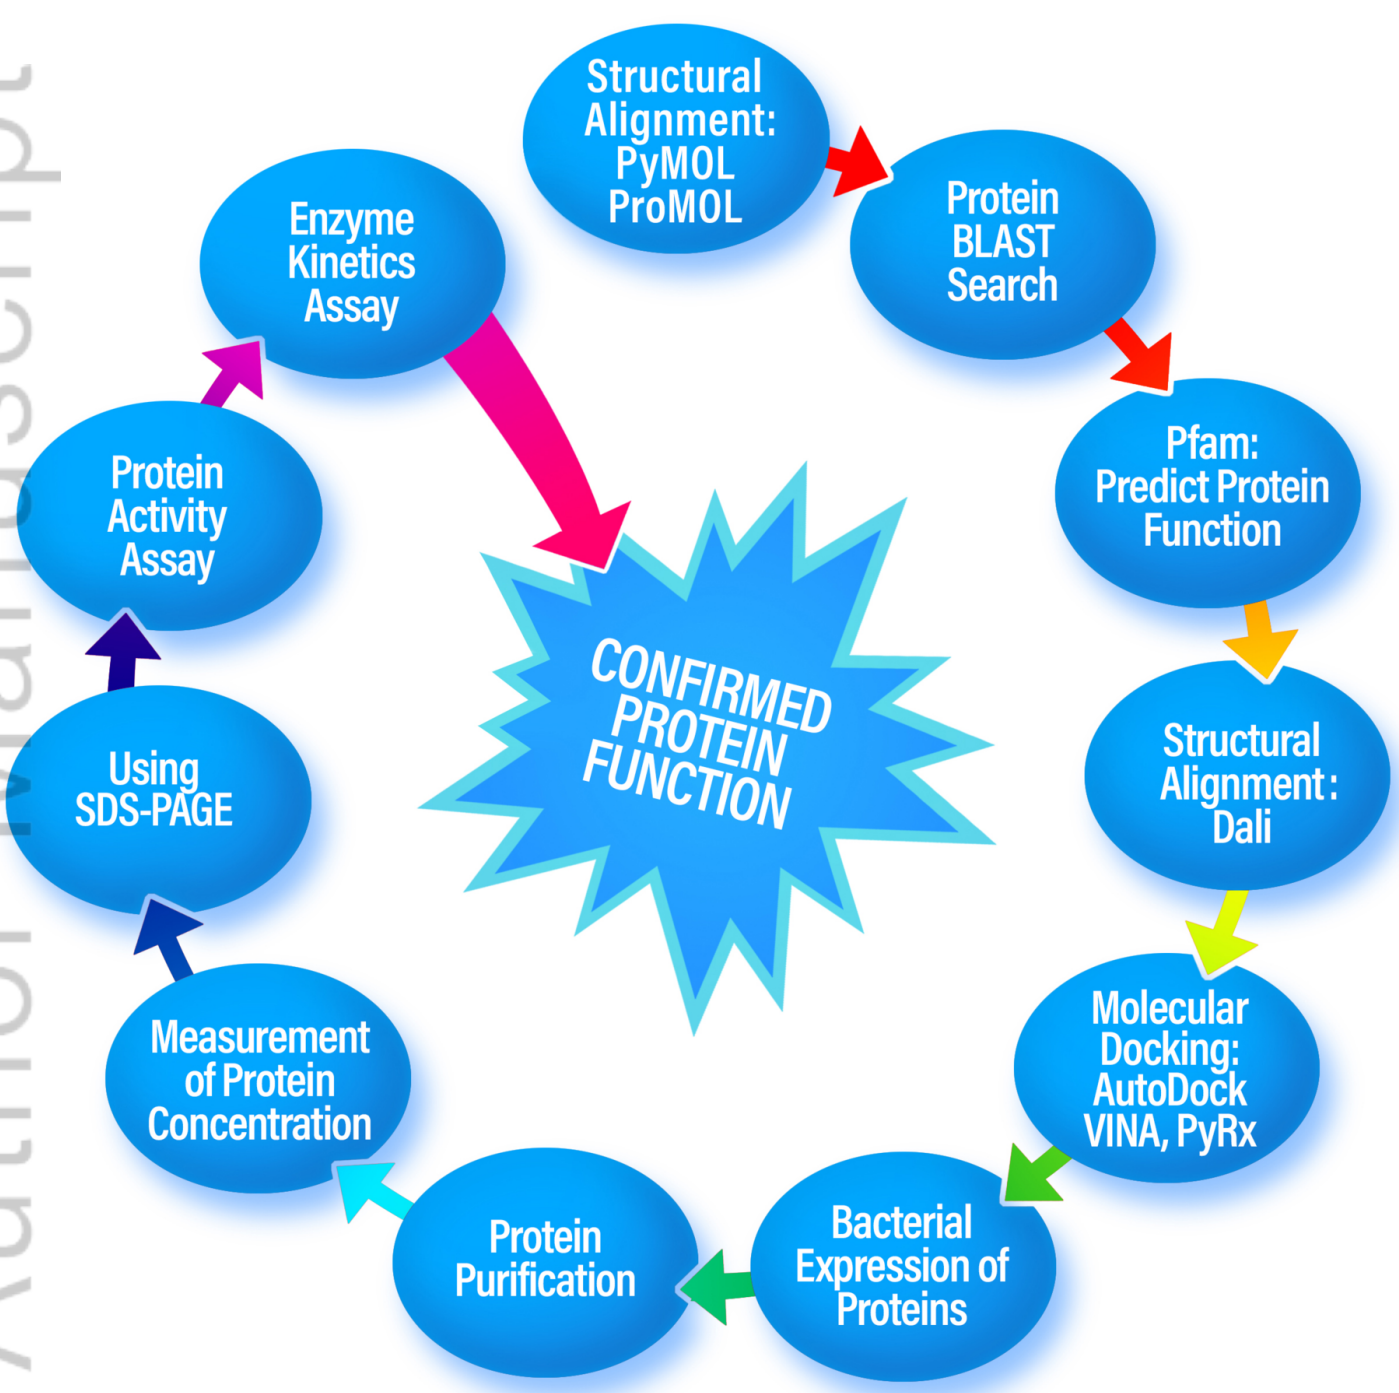 Structural
Alignment:
PyMOL
ProMOL
Protein
BLAST
Search
Pfam:
Predict Protein
Function
Structural
Alignment :
Dali
Molecular
Docking:
AutoDock
VINA, PyRx
Bacterial
Expression of
Proteins
Protein
Purification
Measurement
of Protein
Concentration
Using
SDS-PAGE
Protein
Activity
Assay
Enzyme
Kinetics
Assay
CONFIRMED
PROTEIN
FUNCTION
Author Manuscript